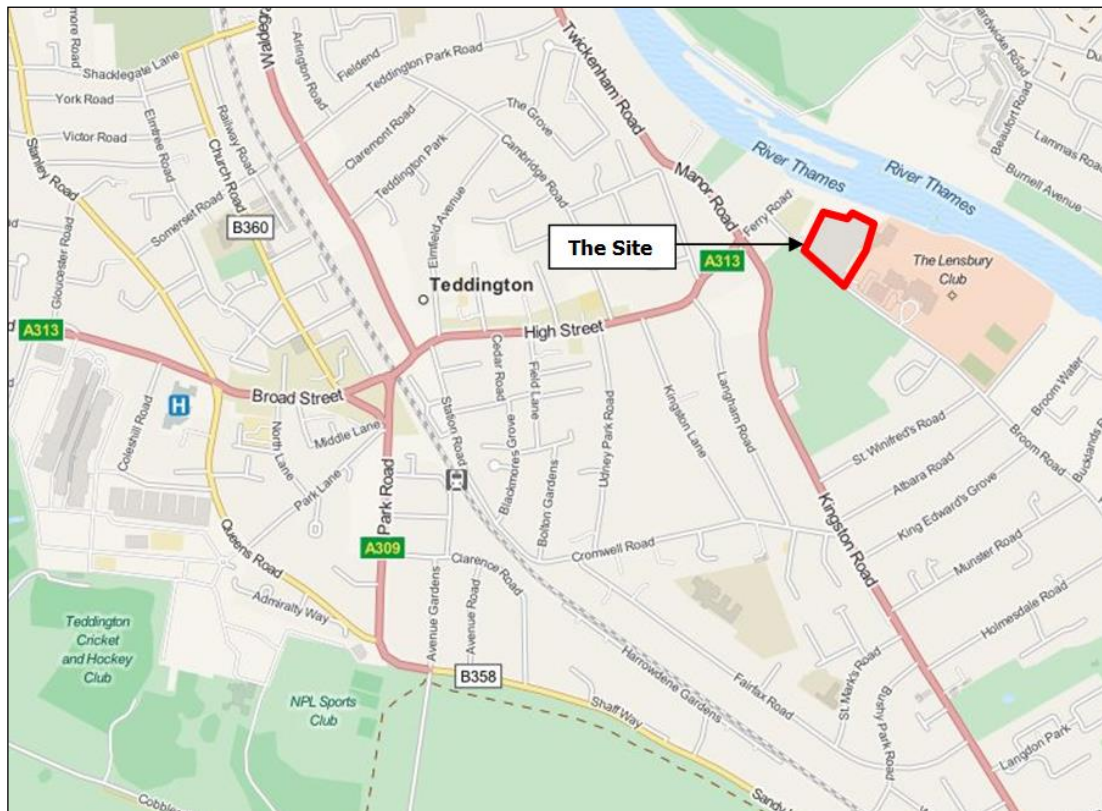 Shacklegate Lane
York Road
Victor Road
Elmtree Road
Railway Road
Church Road
Stanley Road
Somerset Road
B360
Gloucester Road
A313
Arlington Road
Fieldend
Teddington Park Road
Claremont Road
Teddington Park
The Grove
Cambridge Road
Elmfield Avenue
Teddington
Twickenham Road
Manor Road
Ferry Road
The Site
A313
River Thames
River Thames
Beaufort Road
Lammas Road
Burnell Avenue
The Lensbury
Club
High Street
Broad Street
Coleshill Road
H
North Lane
Middle Lane
Park Lane
Park Road
Station Road
Cedar Road
Field Lane
Blackmores Grove
Bolton Gardens
Udney Park Road
Kingston Lane
Langham Road
St. Winifred's Road
Broom Water
Broom Road
Albara Road
King Edward's Grove
Munster Road
Holmesdale Road
Kingston Road
Cromwell Road
Queens Road
A309
Clarence Road
Admiralty Way
Avenue Gardens
Avenue Road
Teddington
Cricket
and Hockey
Club
NPL Sports
Club
B358
Shaff Way
Harrowdene Gardens
Fairfax Road
St. Mark's Road
Bushy Park Road
Langdon Park